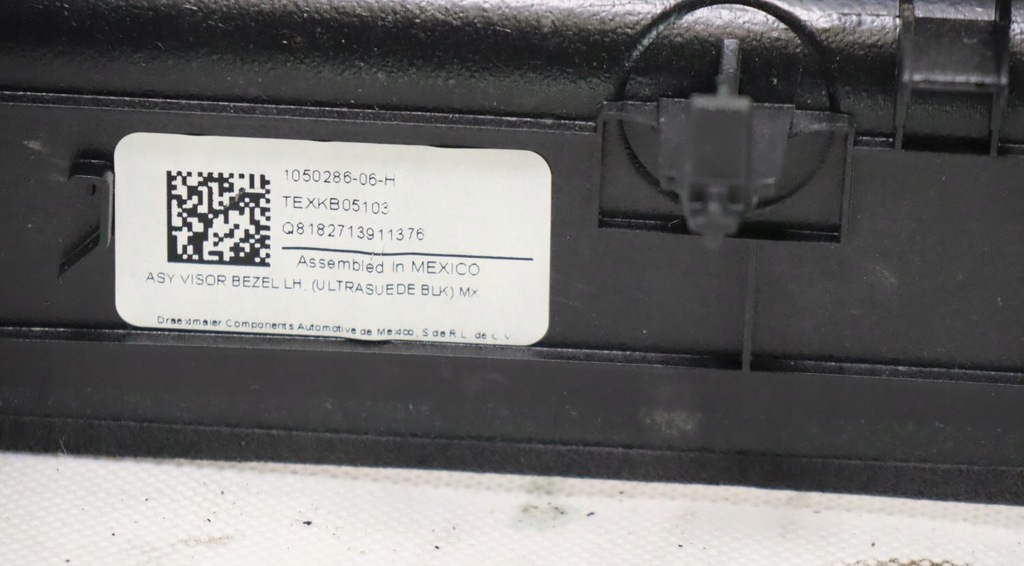 1050286-06-H
TEXKB05103
Q8182713911376
Assembled in MEXICO
ASY VISOR BEZEL LH, (ULTRASUEDE BLK) MX
Draexlmaier Components Automotive de Mexico, S de R.L. de C.V.